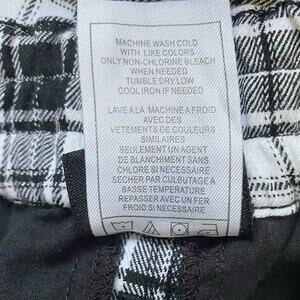 MACHINE WASH COLD
WITH LIKE COLORS
ONLY NON-CHLORINE BLEACH
WHEN NEEDED
TUMBLE DRY LOW
COOL IRON IF NEEDED
LAVE A LA MACHINE A FROID
AVEC DES
VETEMENTS DE COULEURS
SIMILAIRES
SEULEMENT UN AGENT
DE BLANCHIMENT SANS
CHLORE SI NECESSAIRE
SECHER PAR CULBUTAGE A
BASSE TEMPERATURE
REPASSER AVEC UN FER
FROID SI NECESSAIRE